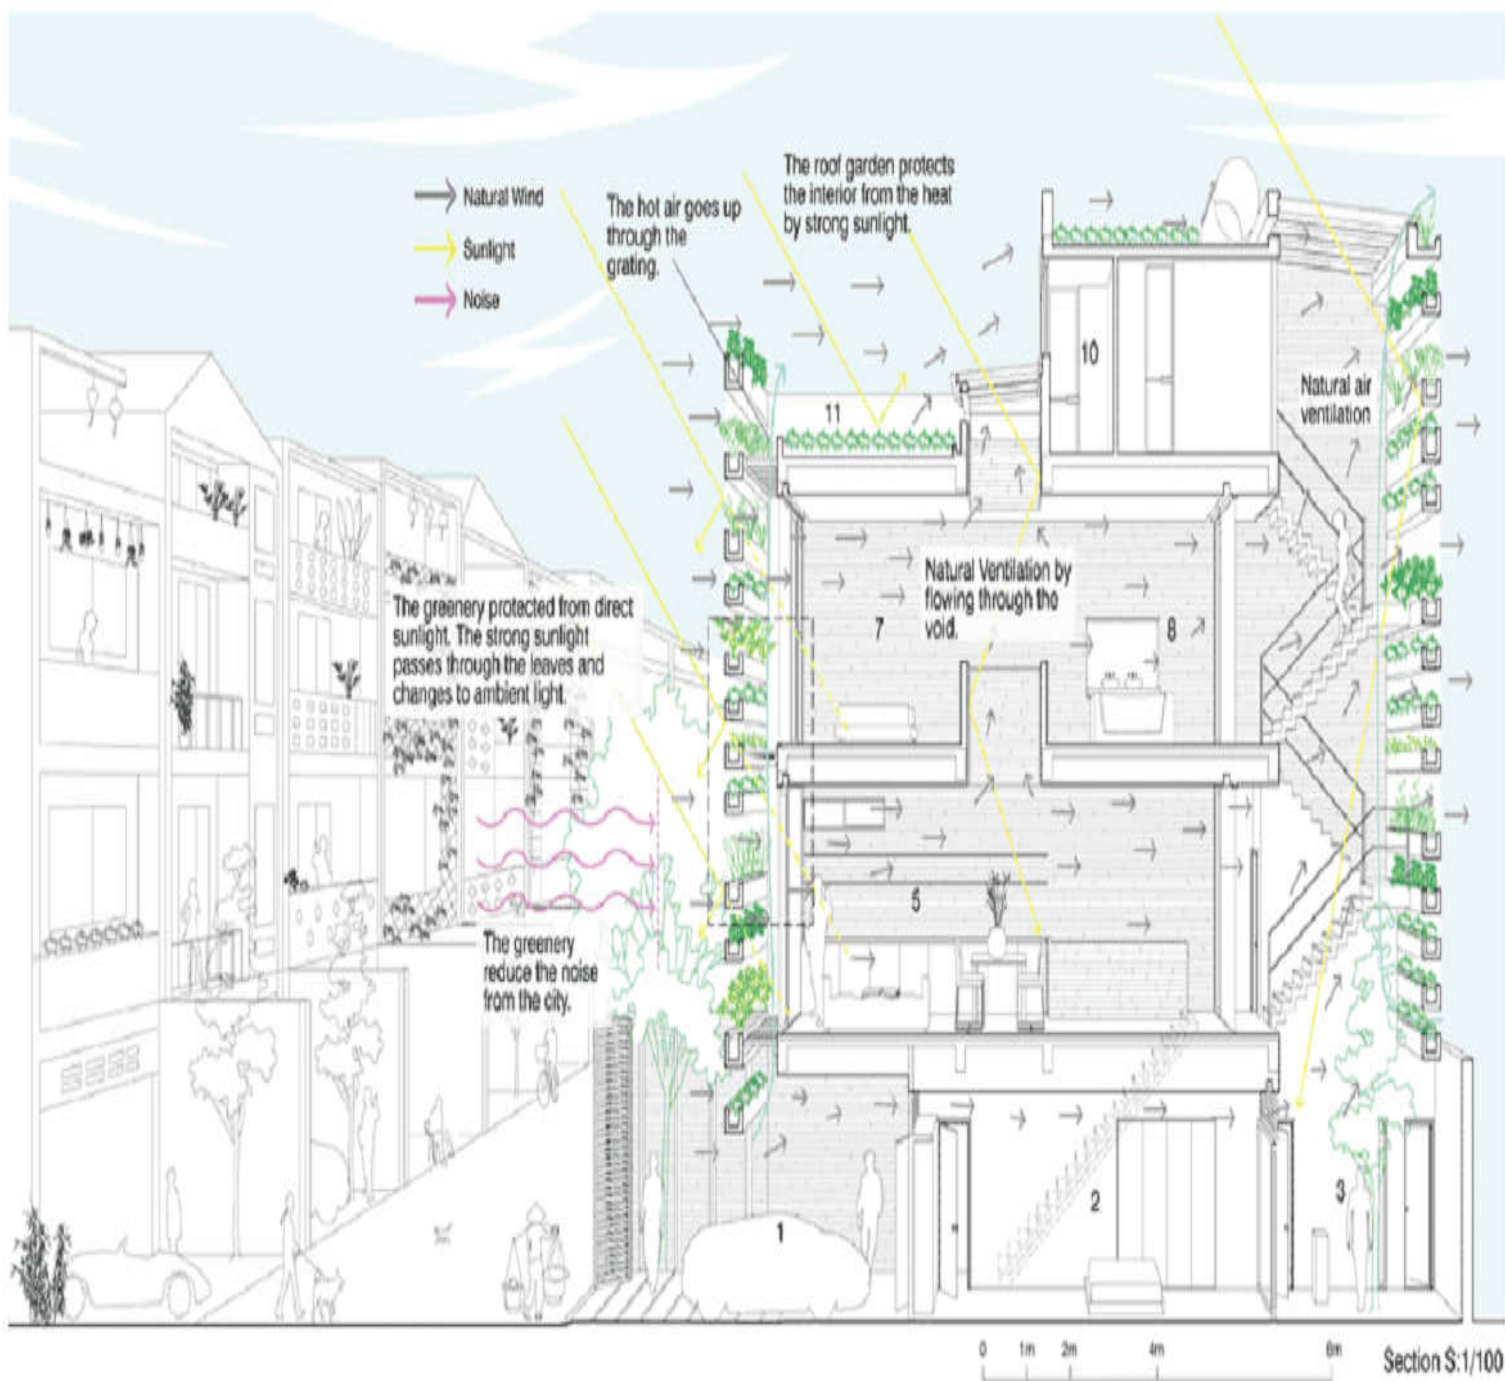 The roof garden protects
the interior from the heat
by strong sunlight.
Natural Wind
Sunlight
Noise
The hot air goes up
through the
grating.
10
Natural air
ventilation
11
Natural Ventilation by
flowing through the
void.
7
8
The greenery protected from direct
sunlight. The strong sunlight
passes through the leaves and
changes to ambient light.
5
The greenery
reduce the noise
from the city.
1
2
3
0 1m 2m 4m 8m
Section S:1/100